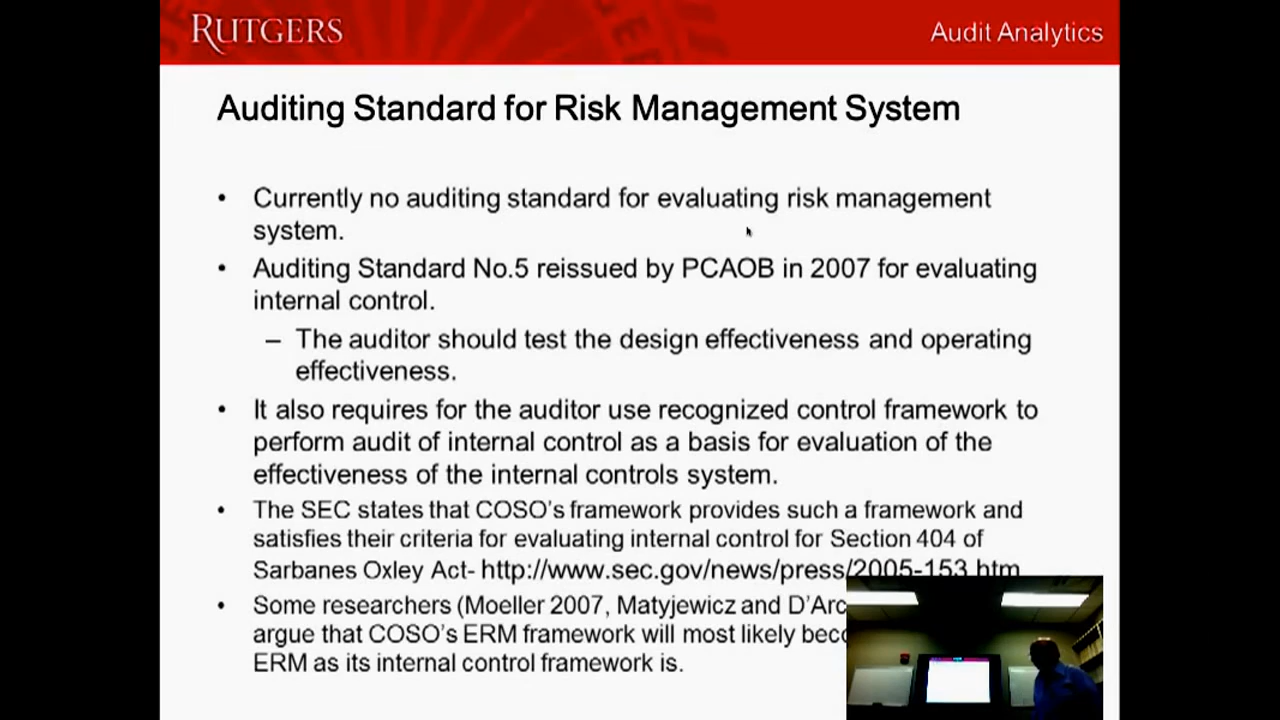 RUTGERS
Audit Analytics
Auditing Standard for Risk Management System
• Currently no auditing standard for evaluating risk management
system.
• Auditing Standard No.5 reissued by PCAOB in 2007 for evaluating
internal control.
– The auditor should test the design effectiveness and operating
effectiveness.
• It also requires for the auditor use recognized control framework to
perform audit of internal control as a basis for evaluation of the
effectiveness of the internal controls system.
• The SEC states that COSO's framework provides such a framework and
satisfies their criteria for evaluating internal control for Section 404 of
Sarbanes Oxley Act- http://www.sec.gov/news/press/2005-153.htm
• Some researchers (Moeller 2007, Matyjewicz and
argue that COSO's ERM framework will most likely
ERM as its internal control framework is.